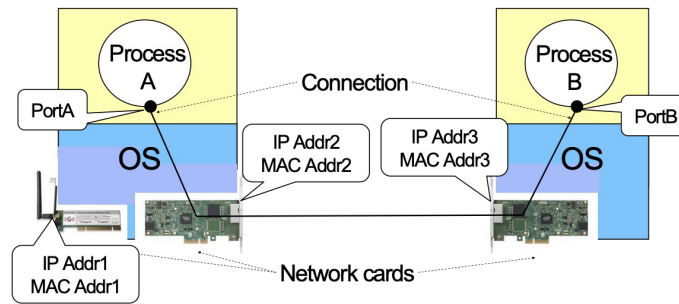 Process
A
Process
B
Connection
PortA
PortB
OS
IP Addr2
MAC Addr2
IP Addr3
MAC Addr3
OS
IP Addr1
MAC Addr1
Network cards